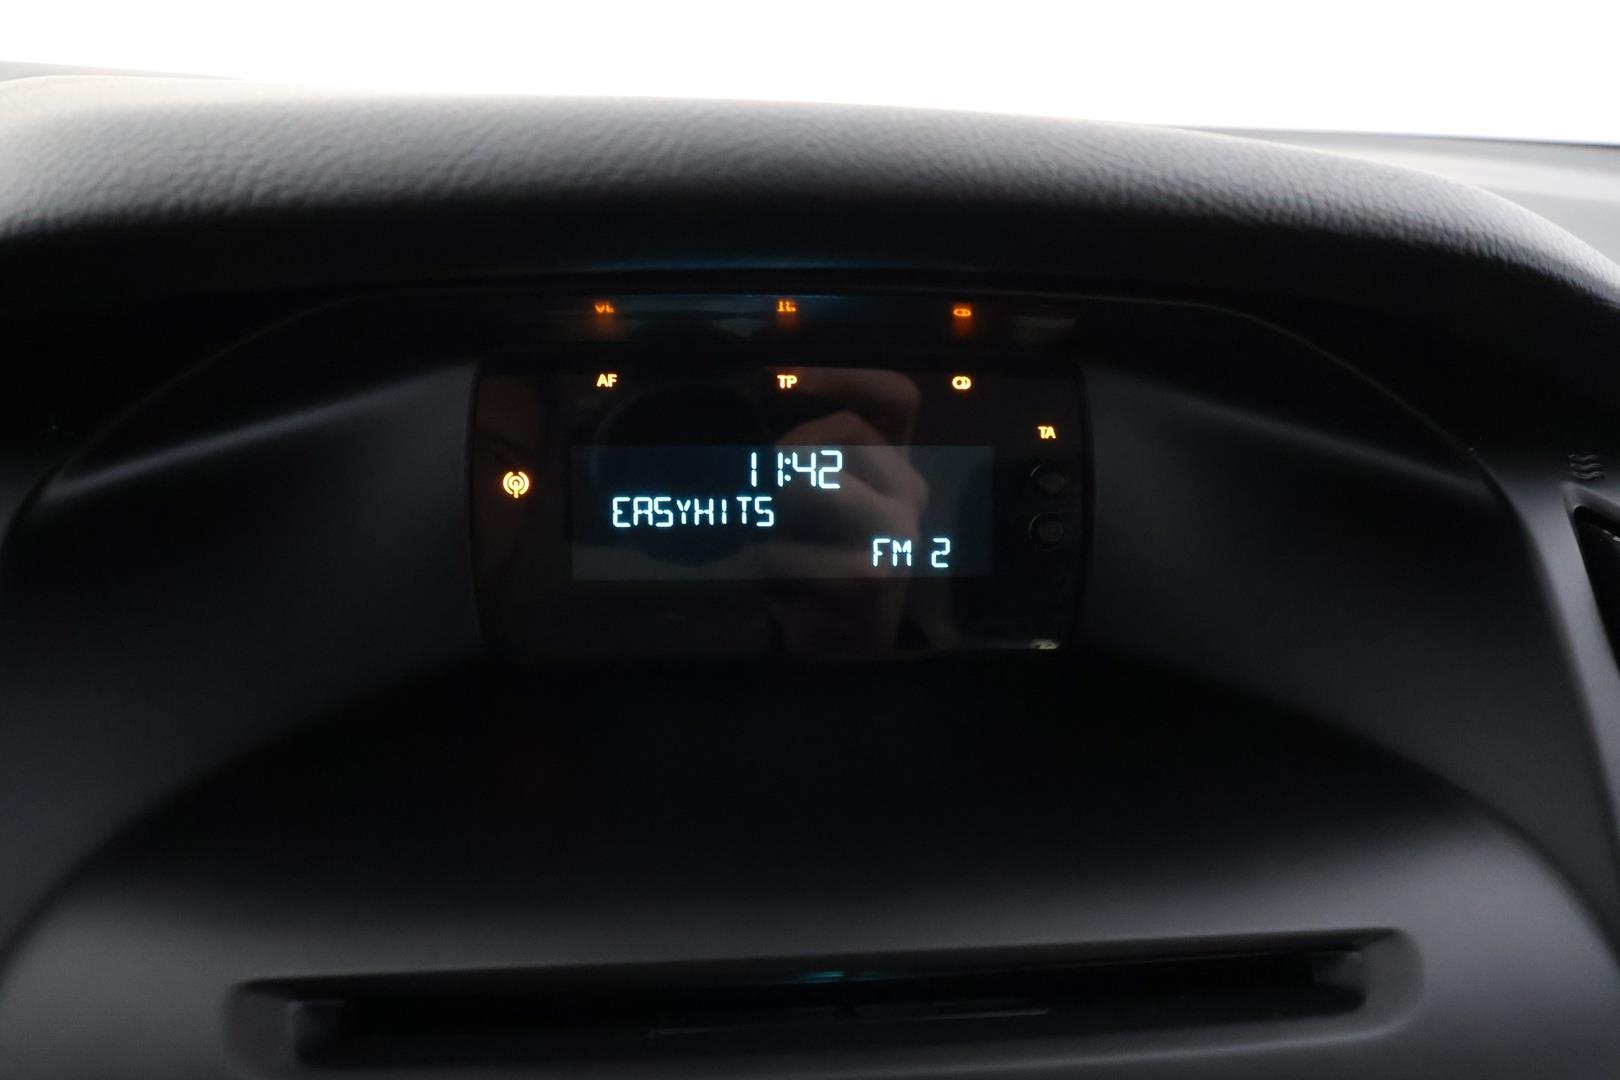 AF TP
TA
11:42
EASYHITS
FM 2